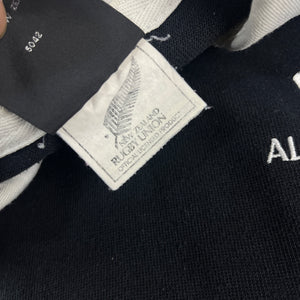 5042
NEW ZEALAND
RUGBY UNION
OFFICIAL LICENSED PRODUCT
AL